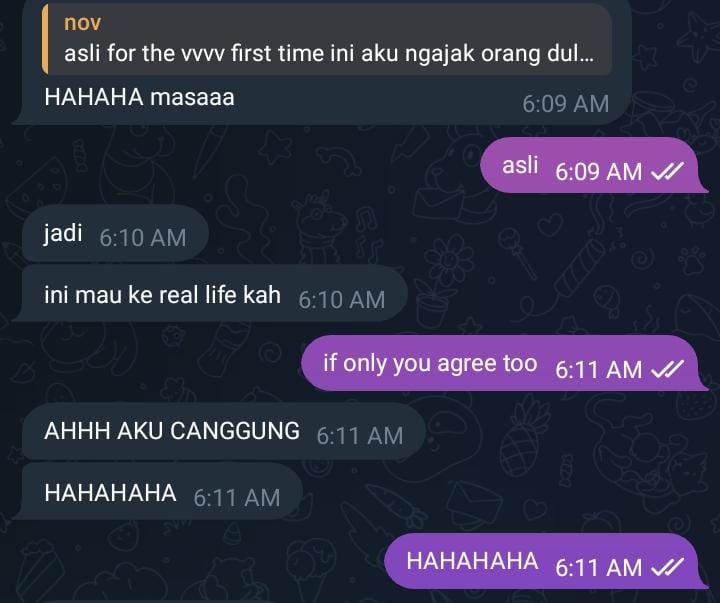 nov
asli for the vvvv first time ini aku ngajak orang dul...
HAHAHA masaaa 6:09 AM
asli 6:09 AM
jadi 6:10 AM
ini mau ke real life kah 6:10 AM
if only you agree too 6:11 AM
AHHH AKU CANGGUNG 6:11 AM
HAHAHAHA 6:11 AM
HAHAHAHA 6:11 AM